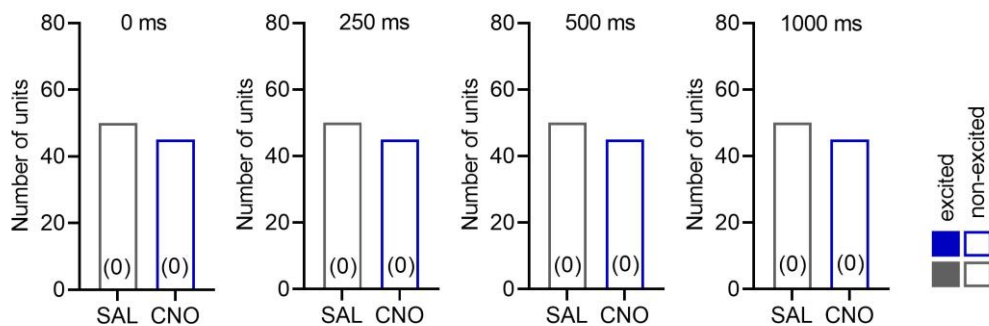 0 ms
Number of units
80
60
40
20
0
(0) (0)
SAL CNO
250 ms
Number of units
80
60
40
20
0
(0) (0)
SAL CNO
500 ms
Number of units
80
60
40
20
0
(0) (0)
SAL CNO
1000 ms
Number of units
80
60
40
20
0
(0) (0)
SAL CNO
excited
non-excited